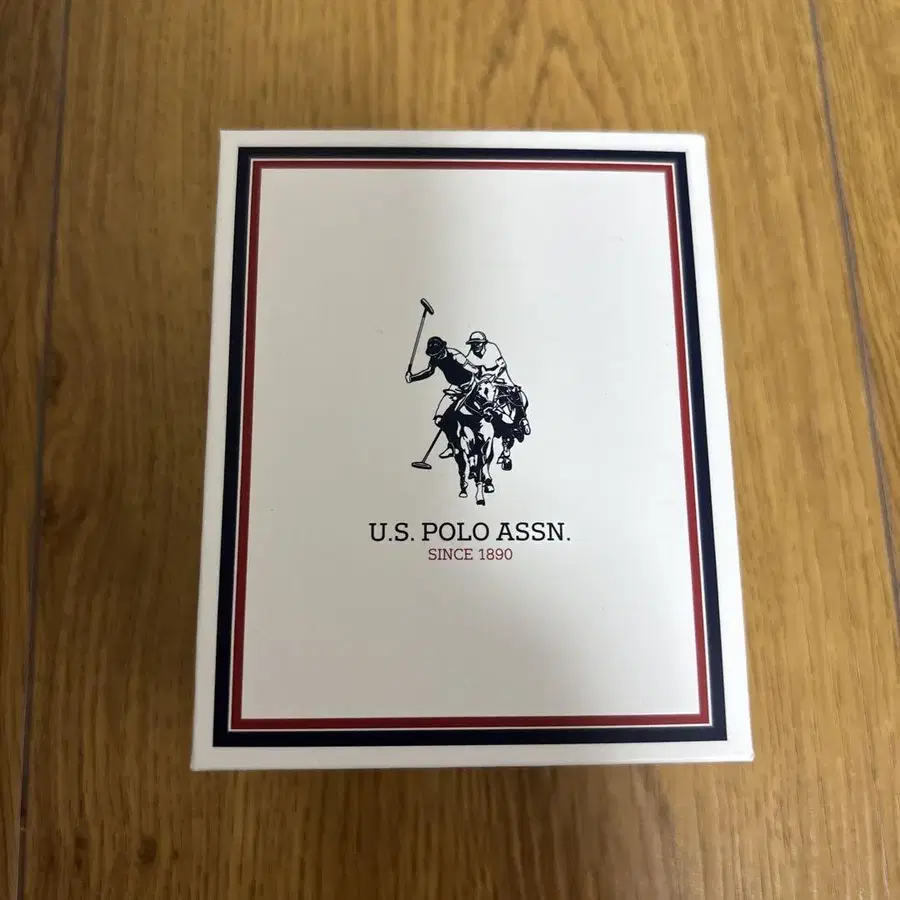 U.S. POLO ASSN.
SINCE 1890